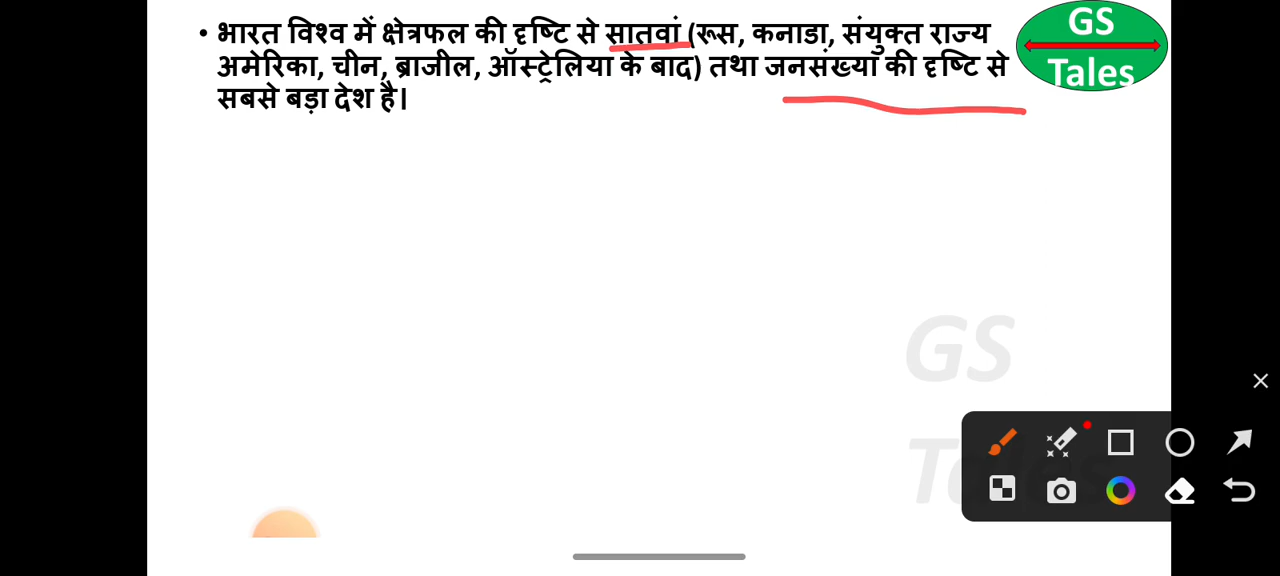 • भारत विश्व में क्षेत्रफल की दृष्टि से सातवां (रूस, कनाडा, संयुक्त राज्य
अमेरिका, चीन, ब्राजील, ऑस्ट्रेलिया के बाद) तथा जनसंख्या की दृष्टि से
सबसे बड़ा देश है।
GS
Tales
GS